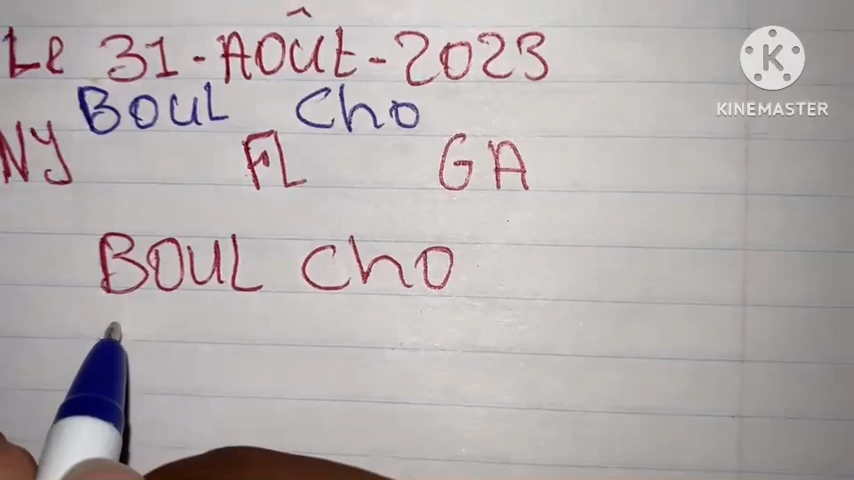 Le 31-Août-2023
BOUL Cho
NY FL GA
BOUL Cho
KINEMASTER